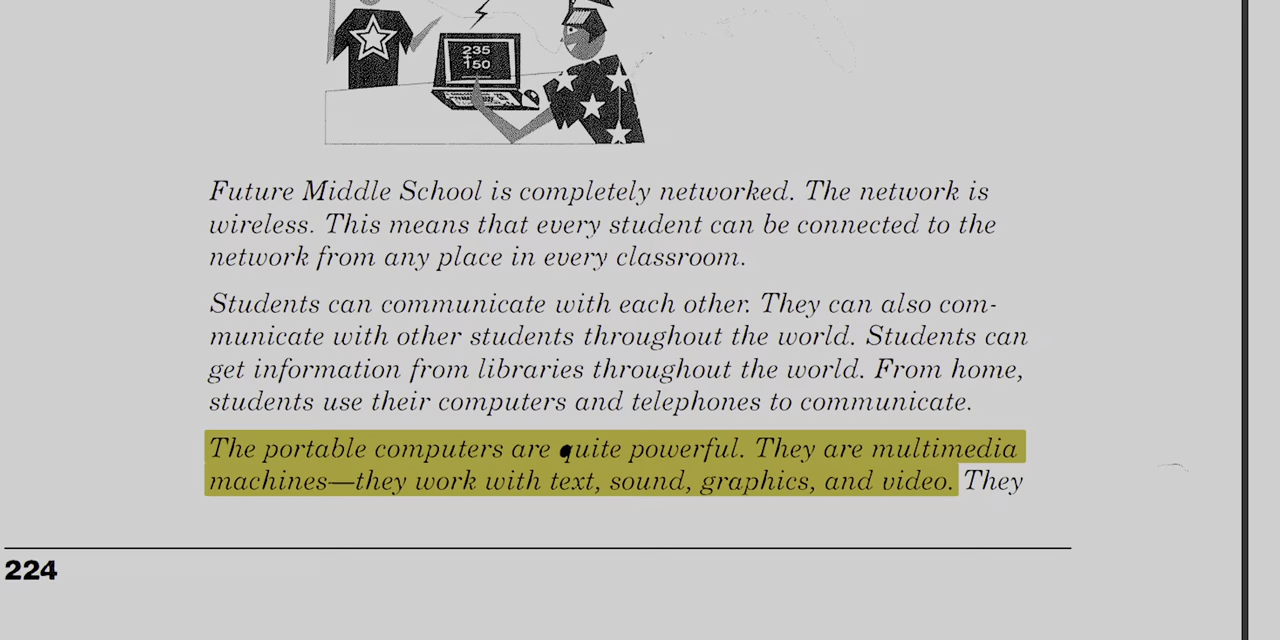 235
+
150
Future Middle School is completely networked. The network is
wireless. This means that every student can be connected to the
network from any place in every classroom.
Students can communicate with each other. They can also com-
municate with other students throughout the world. Students can
get information from libraries throughout the world. From home,
students use their computers and telephones to communicate.
The portable computers are quite powerful. They are multimedia
machines—they work with text, sound, graphics, and video. They
224